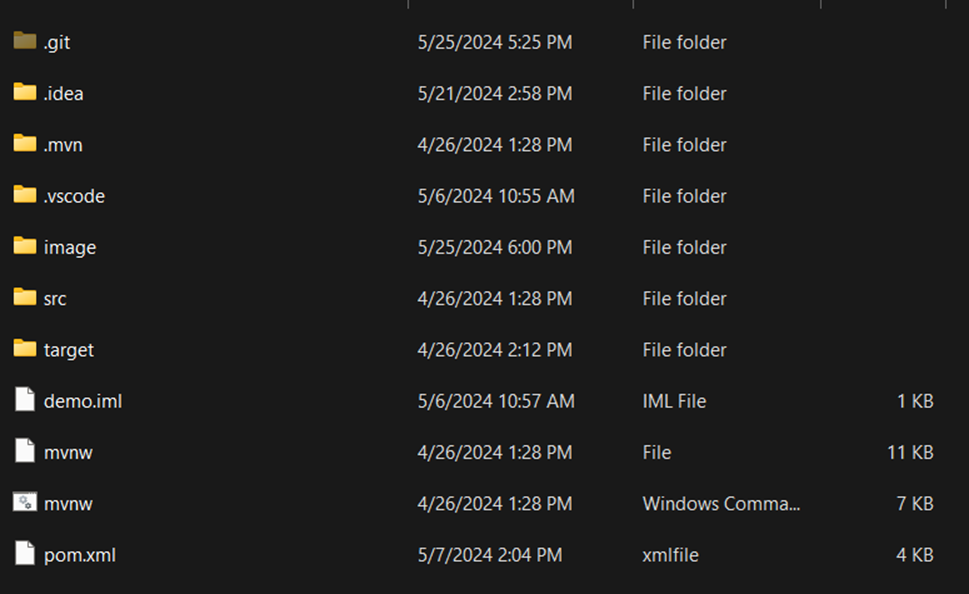 .git 5/25/2024 5:25 PM File folder
.idea 5/21/2024 2:58 PM File folder
.mvn 4/26/2024 1:28 PM File folder
.vscode 5/6/2024 10:55 AM File folder
image 5/25/2024 6:00 PM File folder
src 4/26/2024 1:28 PM File folder
target 4/26/2024 2:12 PM File folder
demo.iml 5/6/2024 10:57 AM IML File 1 KB
mvnw 4/26/2024 1:28 PM File 11 KB
mvnw 4/26/2024 1:28 PM Windows Comma... 7 KB
pom.xml 5/7/2024 2:04 PM xmlfile 4 KB